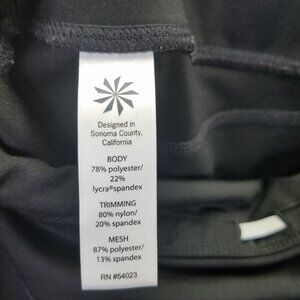 Designed in
Sonoma County,
California
BODY
78% polyester/
22%
lycra®spandex
TRIMMING
80% nylon/
20% spandex
MESH
87% polyester/
13% spandex
RN #54023